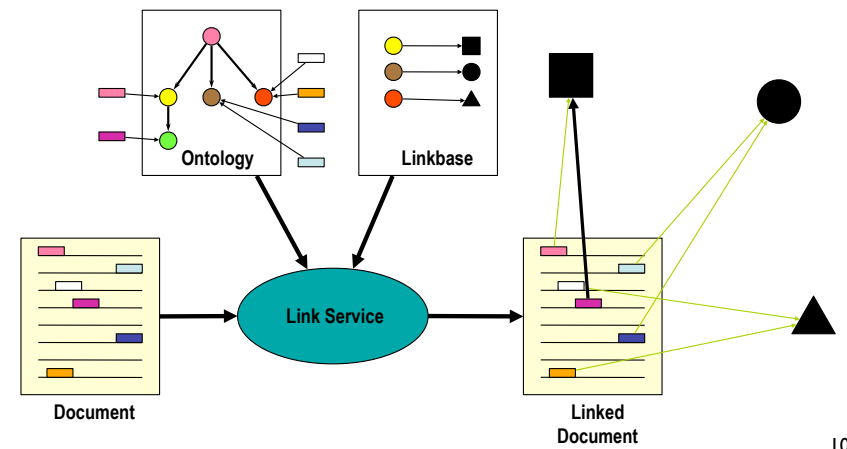 Ontology
Linkbase
Link Service
Document
Linked
Document